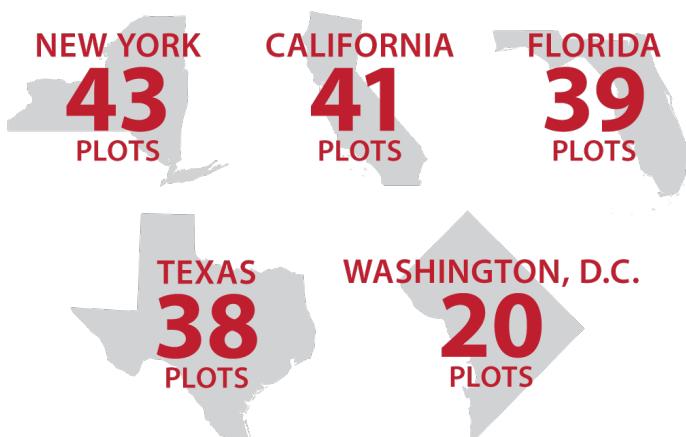 NEW YORK
43
PLOTS
CALIFORNIA
41
PLOTS
FLORIDA
39
PLOTS
TEXAS
38
PLOTS
WASHINGTON, D.C.
20
PLOTS